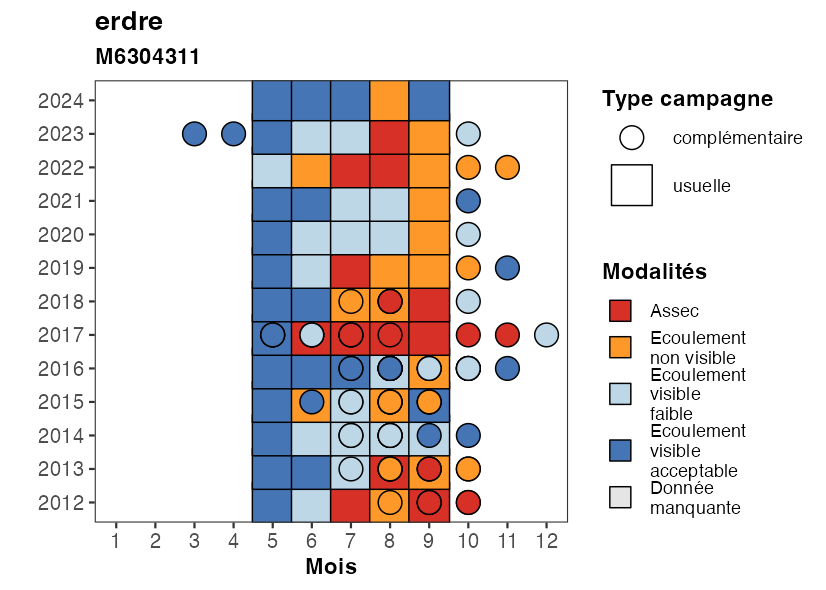 erdre
M6304311
2024
2023
2022
2021
2020
2019
2018
2017
2016
2015
2014
2013
2012
1 2 3 4 5 6 7 8 9 10 11 12
Mois
Type campagne
complémentaire
usuelle
Modalités
Assec
Ecoulement
non visible
Ecoulement
visible
faible
Ecoulement
visible
acceptable
Donnée
manquante